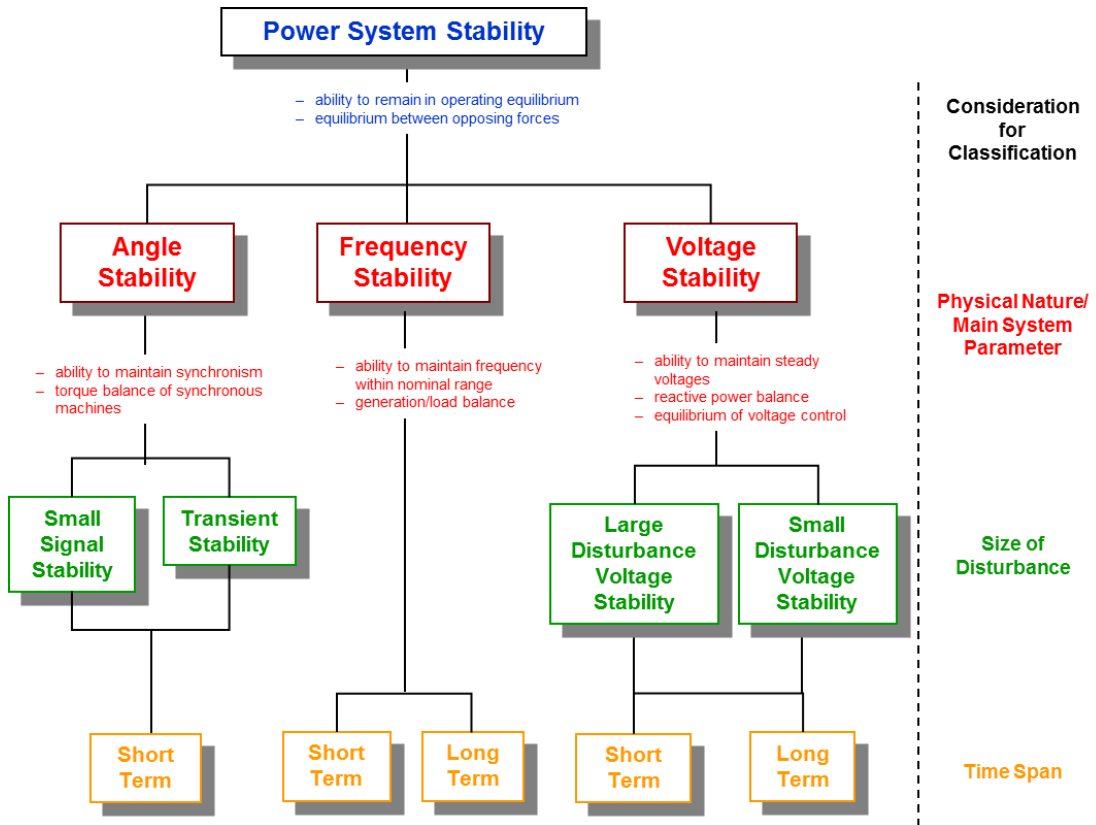 Power System Stability
– ability to remain in operating equilibrium
– equilibrium between opposing forces
Consideration
for
Classification
Angle
Stability
Frequency
Stability
Voltage
Stability
Physical Nature/
Main System
Parameter
– ability to maintain synchronism
– torque balance of synchronous
machines
– ability to maintain frequency
within nominal range
– generation/load balance
– ability to maintain steady
voltages
– reactive power balance
– equilibrium of voltage control
Small
Signal
Stability
Transient
Stability
Large
Disturbance
Voltage
Stability
Small
Disturbance
Voltage
Stability
Size of
Disturbance
Short
Term
Short
Term
Long
Term
Short
Term
Long
Term
Time Span